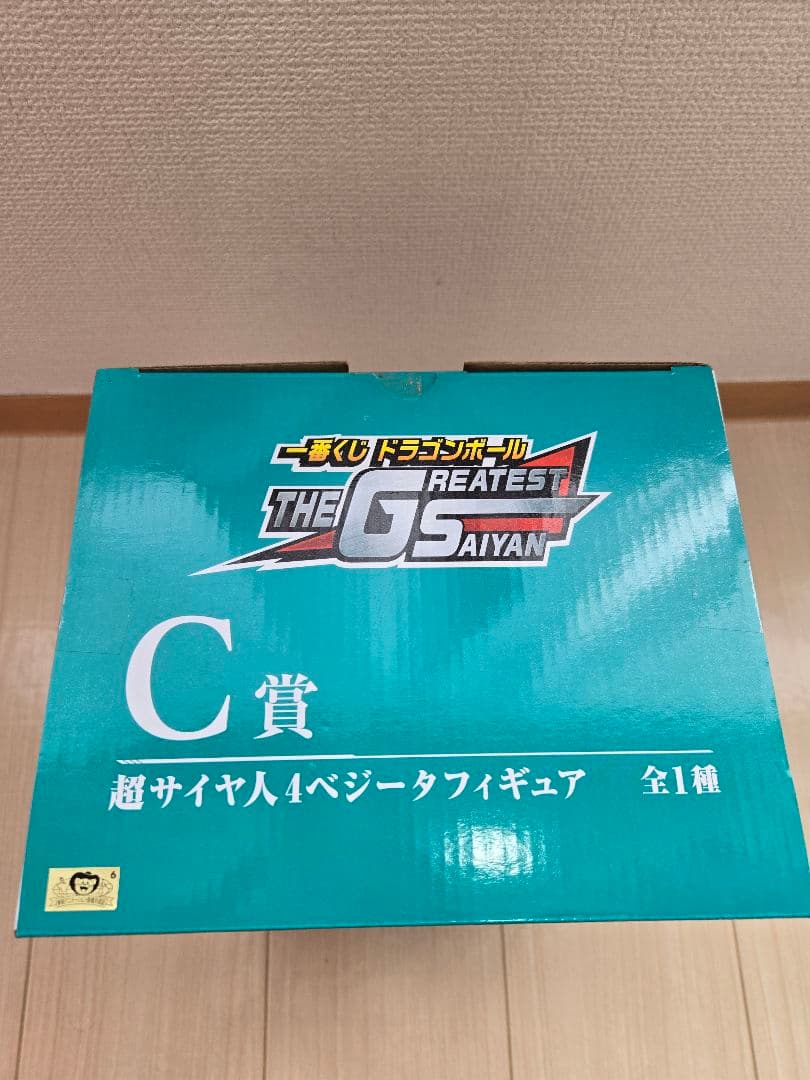 一番くじ ドラゴンボール
THE GREATEST
SAIYAN
C賞
超サイヤ人4ベジータフィギュア 全1種
6